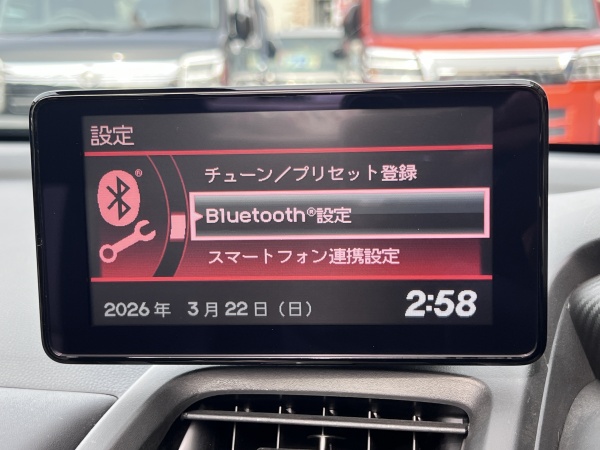 設定
チューン／プリセット登録
Bluetooth®設定
スマートフォン連携設定
2026年 3月22日（日） 2:58